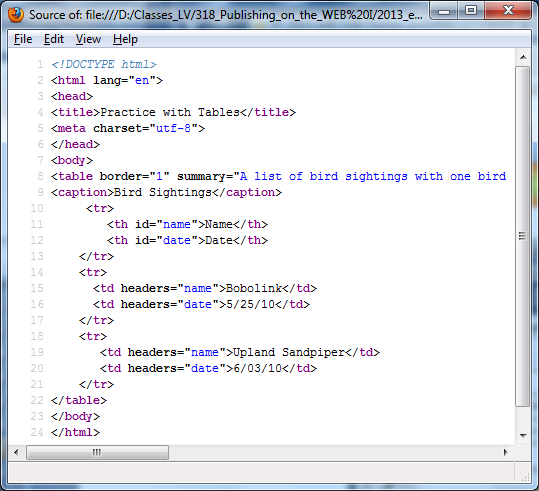 Source of: file:///D:/Classes_LV/318_Publishing_on_the_WEB%20I/2013_e...
File Edit View Help
1 <!DOCTYPE html>
2 <html lang="en">
3 <head>
4 <title>Practice with Tables</title>
5 <meta charset="utf-8">
6 </head>
7 <body>
8 <table border="1" summary="A list of bird sightings with one bird
9 <caption>Bird Sightings</caption>
10 <tr>
11 <th id="name">Name</th>
12 <th id="date">Date</th>
13 </tr>
14 <tr>
15 <td headers="name">Bobolink</td>
16 <td headers="date">5/25/10</td>
17 </tr>
18 <tr>
19 <td headers="name">Upland Sandpiper</td>
20 <td headers="date">6/03/10</td>
21 </tr>
22 </table>
23 </body>
24 </html>